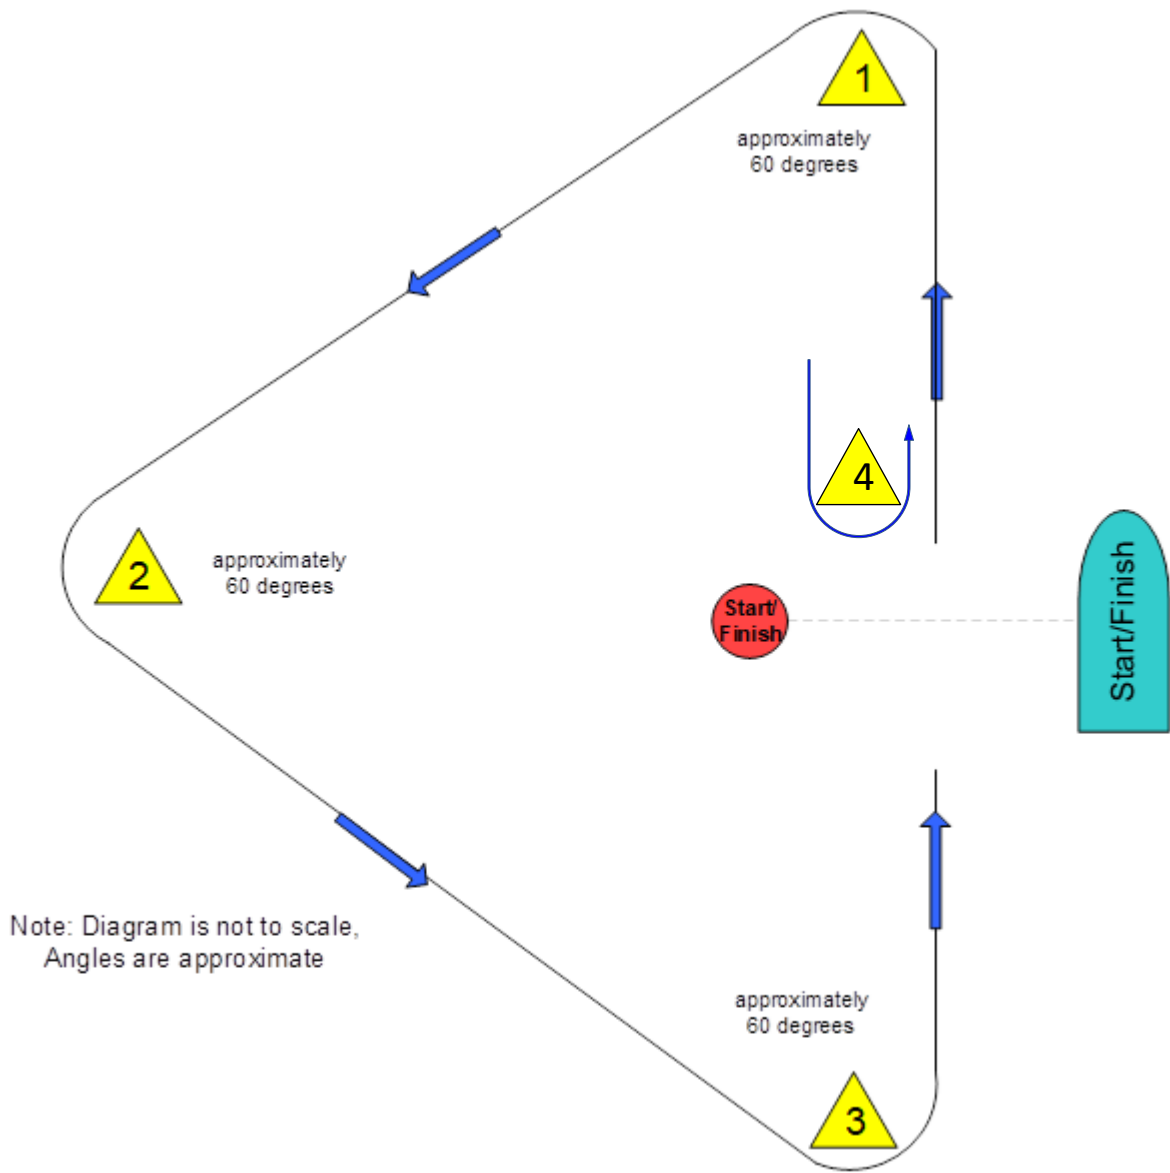 1
approximately
60 degrees
4
2
approximately
60 degrees
Start/
Finish
Start/Finish
Note: Diagram is not to scale,
Angles are approximate
approximately
60 degrees
3